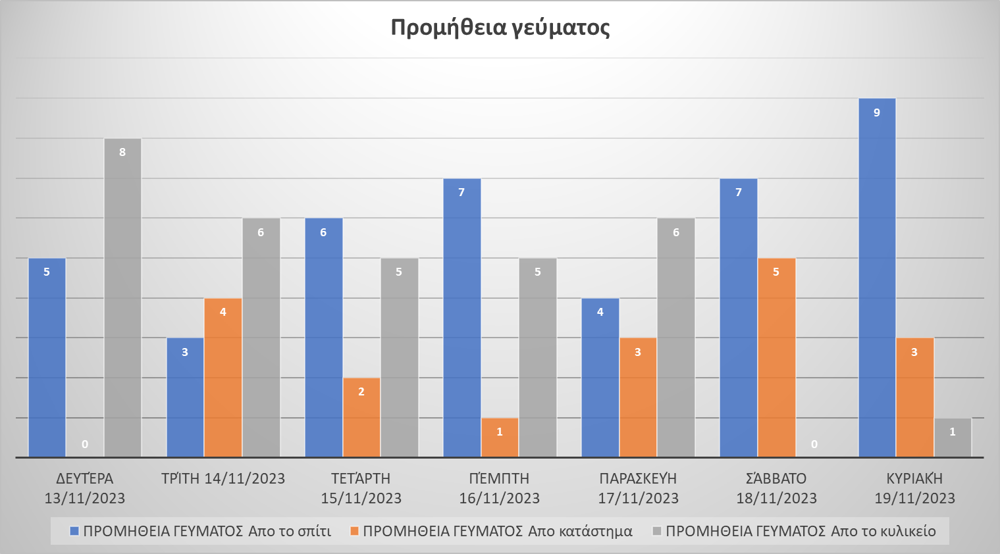 Προμήθεια γεύματος
9
8
7
7
6
6
6
5
5
5
5
4
4
3
3
3
2
1
1
0
0
ΔΕΥΤΈΡΑ
13/11/2023
ΤΡΊΤΗ 14/11/2023
ΤΕΤΆΡΤΗ
15/11/2023
ΠΈΜΠΤΗ
16/11/2023
ΠΑΡΑΣΚΕΥΉ
17/11/2023
ΣΆΒΒΑΤΟ
18/11/2023
ΚΥΡΙΑΚΉ
19/11/2023
ΠΡΟΜΗΘΕΙΑ ΓΕΥΜΑΤΟΣ Απο το σπίτι
ΠΡΟΜΗΘΕΙΑ ΓΕΥΜΑΤΟΣ Απο κατάστημα
ΠΡΟΜΗΘΕΙΑ ΓΕΥΜΑΤΟΣ Απο το κυλικείο